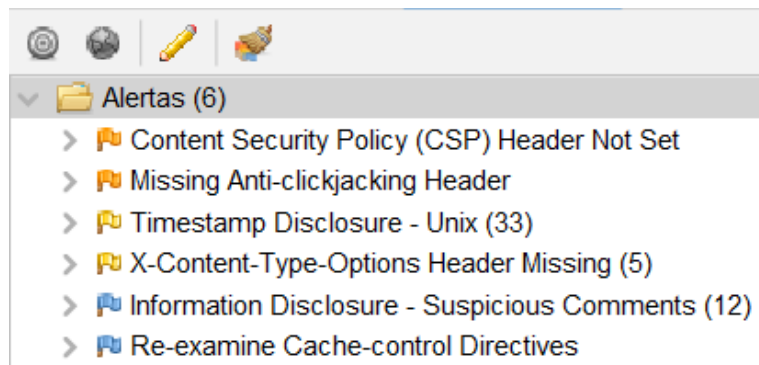 Alertas (6)
Content Security Policy (CSP) Header Not Set
Missing Anti-clickjacking Header
Timestamp Disclosure - Unix (33)
X-Content-Type-Options Header Missing (5)
Information Disclosure - Suspicious Comments (12)
Re-examine Cache-control Directives